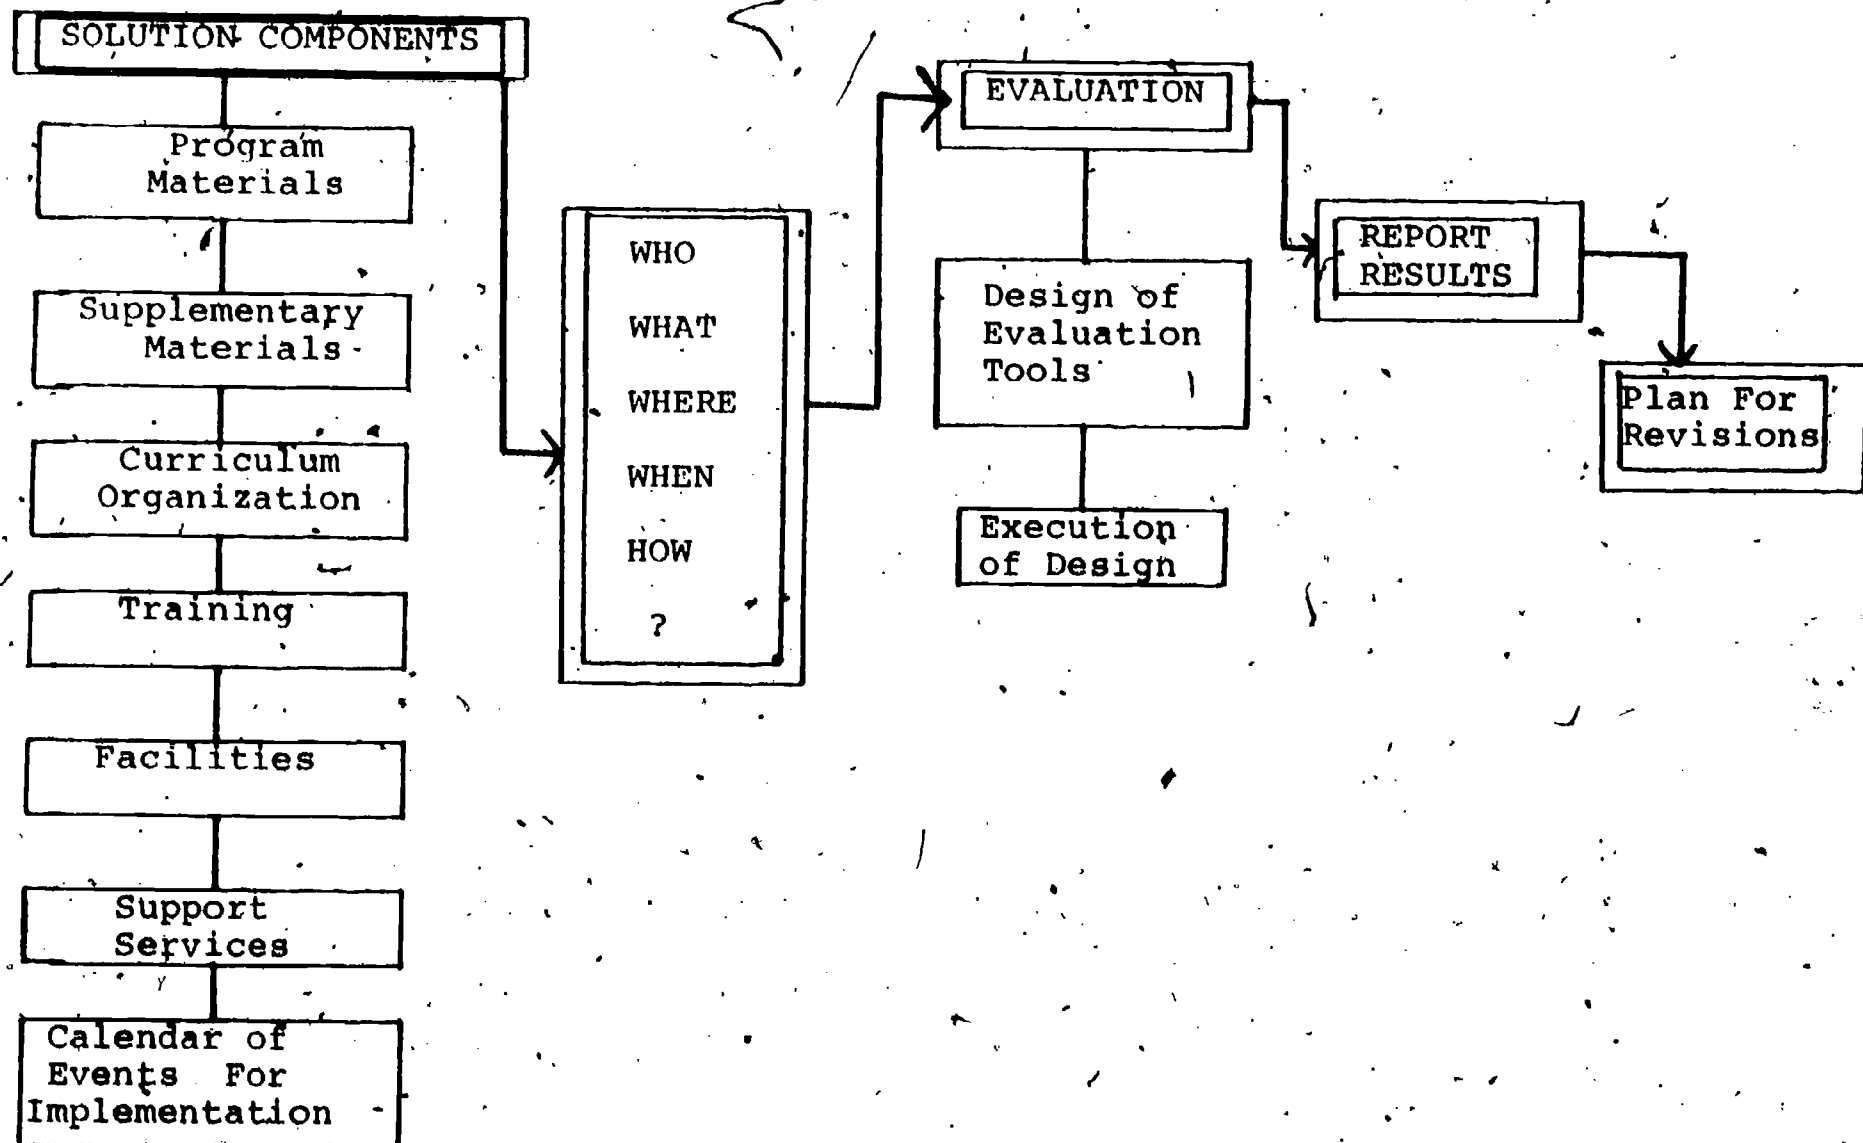 SOLUTION COMPONENTS
Program
Materials
Supplementary
Materials
Curriculum
Organization
Training
Facilities
Support
Services
Calendar of
Events For
Implementation
WHO
WHAT
WHERE
WHEN
HOW
?
EVALUATION
Design of
Evaluation
Tools
Execution
of Design
REPORT
RESULTS
Plan For
Revisions